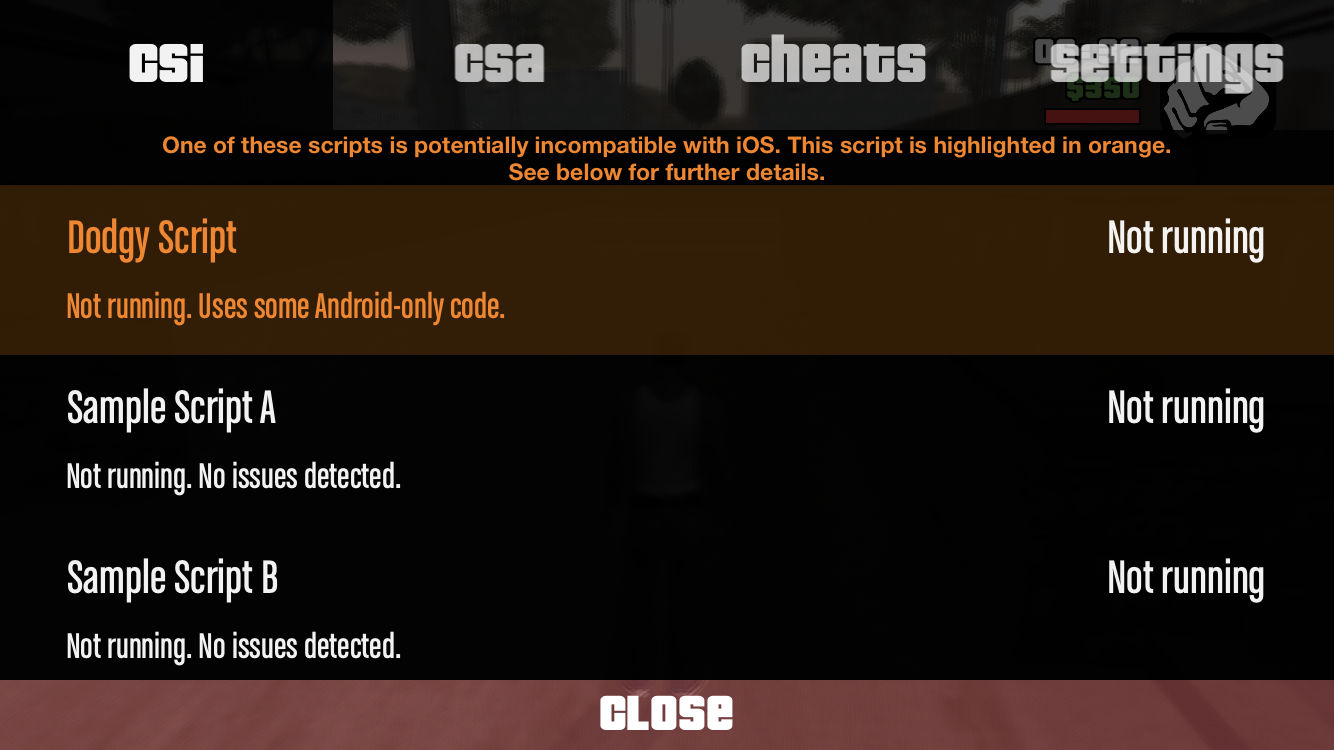 csi
csa
cheats
settings
$350
One of these scripts is potentially incompatible with iOS. This script is highlighted in orange.
See below for further details.
Dodgy Script
Not running
Not running. Uses some Android-only code.
Sample Script A
Not running
Not running. No issues detected.
Sample Script B
Not running
Not running. No issues detected.
CLOSE